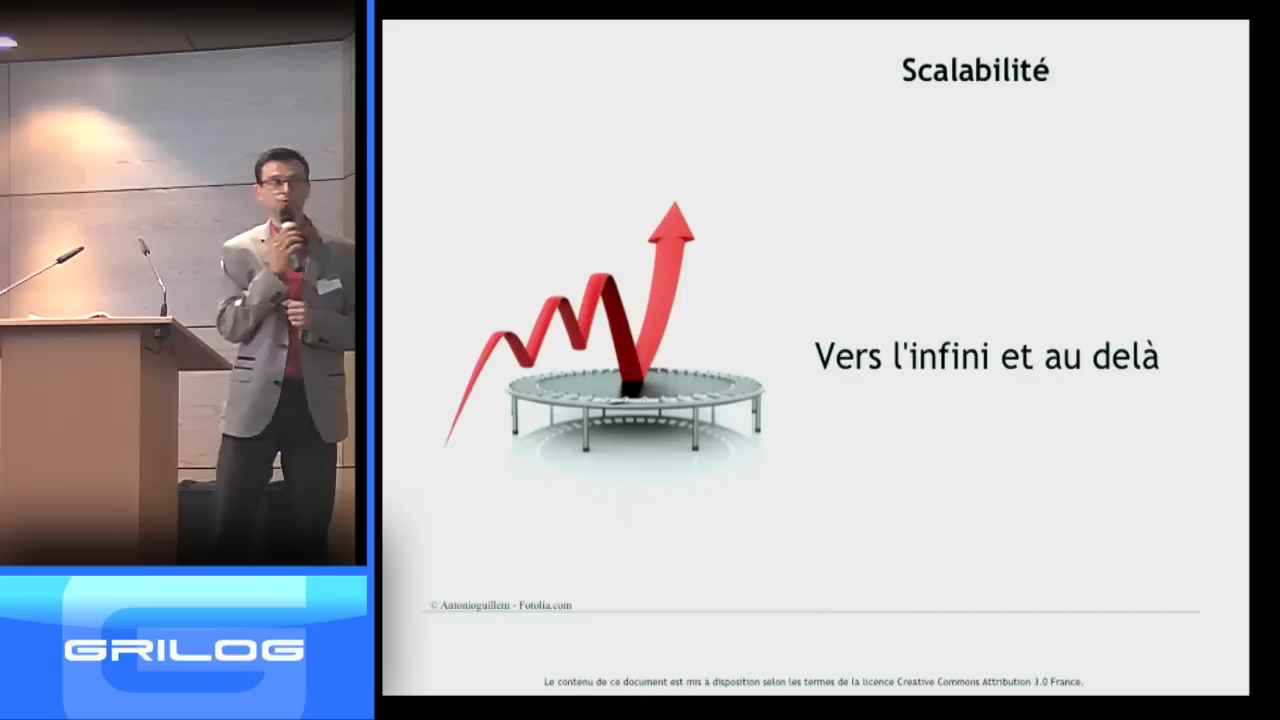 Scalabilité
Vers l'infini et au delà
© Antonioguillem - Fotolia.com
GRILOG
Le contenu de ce document est mis à disposition selon les termes de la licence Creative Commons Attribution 3.0 France.